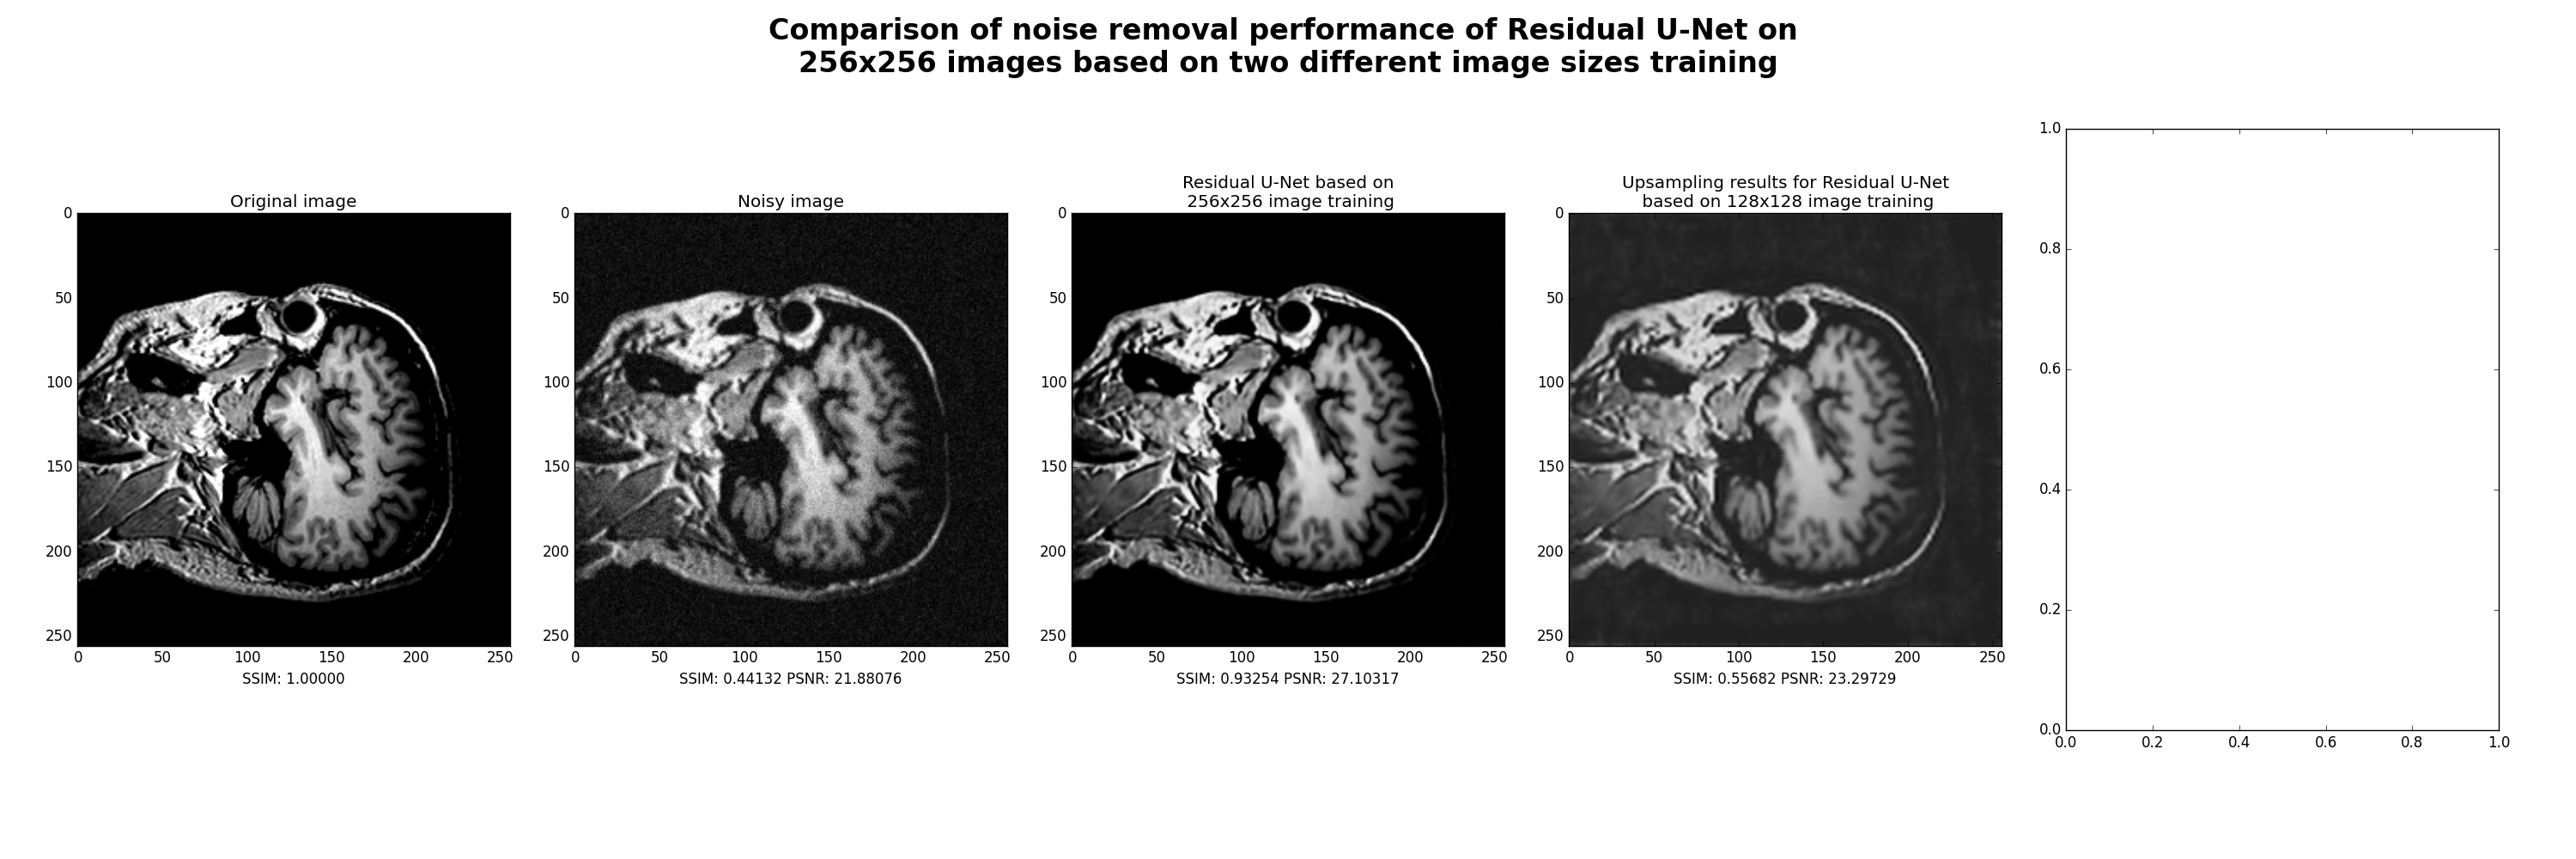 Comparison of noise removal performance of Residual U-Net on
256x256 images based on two different image sizes training
Original image
0
50
100
150
200
250
0 50 100 150 200 250
SSIM: 1.00000
Noisy image
0
50
100
150
200
250
0 50 100 150 200 250
SSIM: 0.44132 PSNR: 21.88076
Residual U-Net based on
256x256 image training
0
50
100
150
200
250
0 50 100 150 200 250
SSIM: 0.93254 PSNR: 27.10317
Upsampling results for Residual U-Net
based on 128x128 image training
0
50
100
150
200
250
0 50 100 150 200 250
SSIM: 0.55682 PSNR: 23.29729
1.0
0.8
0.6
0.4
0.2
0.0
0.0 0.2 0.4 0.6 0.8 1.0